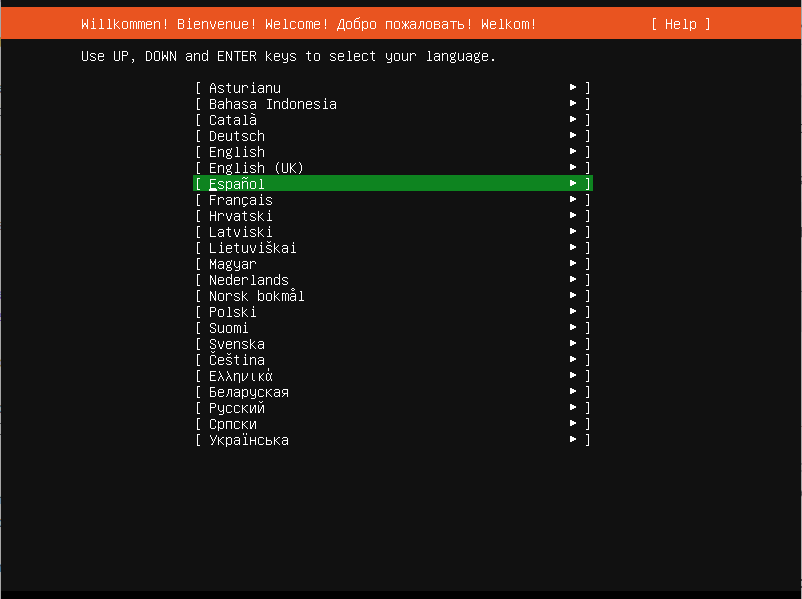 Willkommen! Bienvenue! Welcome! Добро пожаловать! Welkom! [ Help ]
Use UP, DOWN and ENTER keys to select your language.
[ Asturianu ► ]
[ Bahasa Indonesia ► ]
[ Català ► ]
[ Deutsch ► ]
[ English ► ]
[ English (UK) ► ]
[ Español ► ]
[ Français ► ]
[ Hrvatski ► ]
[ Latviski ► ]
[ Lietuviškai ► ]
[ Magyar ► ]
[ Nederlands ► ]
[ Norsk bokmål ► ]
[ Polski ► ]
[ Suomi ► ]
[ Svenska ► ]
[ Čeština ► ]
[ Ελληνικά ► ]
[ Беларуская ► ]
[ Русский ► ]
[ Српски ► ]
[ Українська ► ]